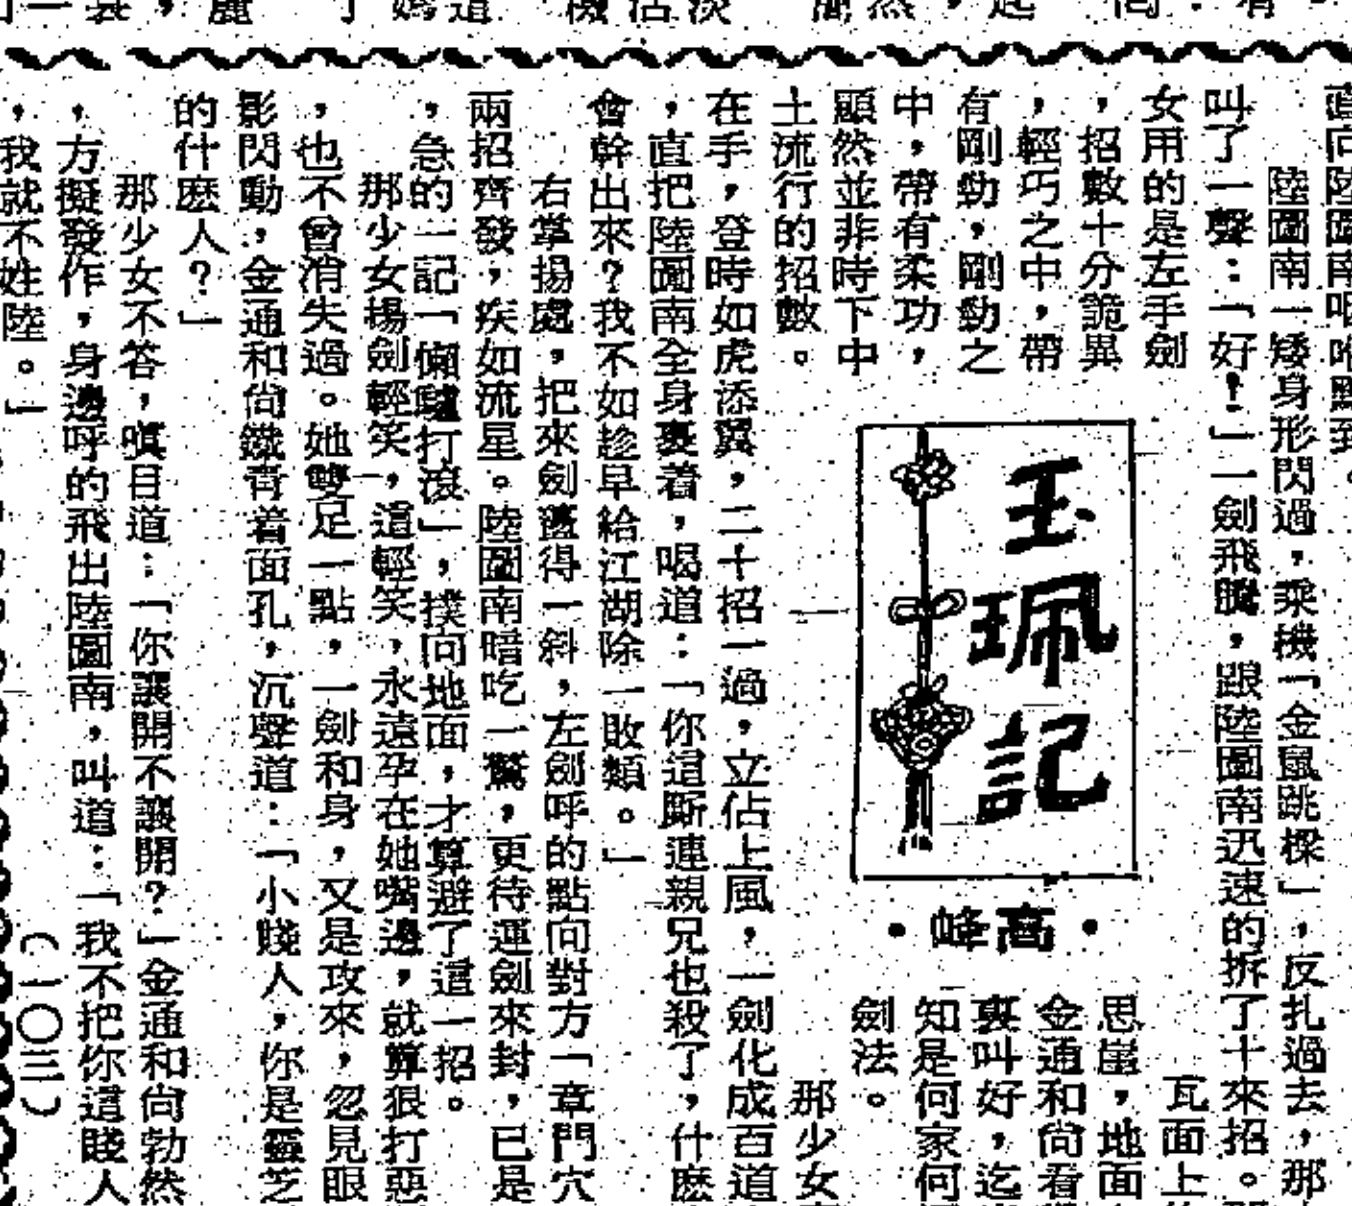 直向陸圖南咽喉點到。
陸圖南一矮身形閃過，乘機「金鼠跳樑」，反扎過去，那
叫了一聲：「好！」一劍飛騰，跟陸圖南迅速的拆了十來招。那
女用的是左手劍
，招數十分詭異
，輕巧之中，帶
有剛勁，剛勁之
中，帶有柔功，
顯然並非時下中
土流行的招數。
玉珮記
·高峰·
瓦面上
思崖，地面
金通和尚看
裏叫好，迄
知是何家何
劍法。
那少女
在手，登時如虎添翼，二十招一過，立佔上風，一劍化成百道
，直把陸圖南全身裹着，喝道：「你這厮連親兄也殺了，什麽
會幹出來？我不如趁早給江湖除一敗類。」
右掌揚處，把來劍盪得一斜，左劍呼的點向對方「章門穴
兩招齊發，疾如流星。陸圖南暗吃一驚，更待運劍來封，已是
，急的一記「懶驢打滾」，撲向地面，才算避了這一招。
那少女揚劍輕笑，這輕笑，永遠孕在她嘴邊，就算狠打惡
，也不曾消失過。她雙足一點，一劍和身，又是攻來，忽見眼
影閃動，金通和尚鐵青着面孔，沉聲道：「小賤人，你是靈芝
的什麽人？」
那少女不答，嗔目道：「你讓開不讓開？」金通和尚勃然
，方擬發作，身邊呼的飛出陸圖南，叫道：「我不把你這賤人
，我就不姓陸。」
（一〇三）